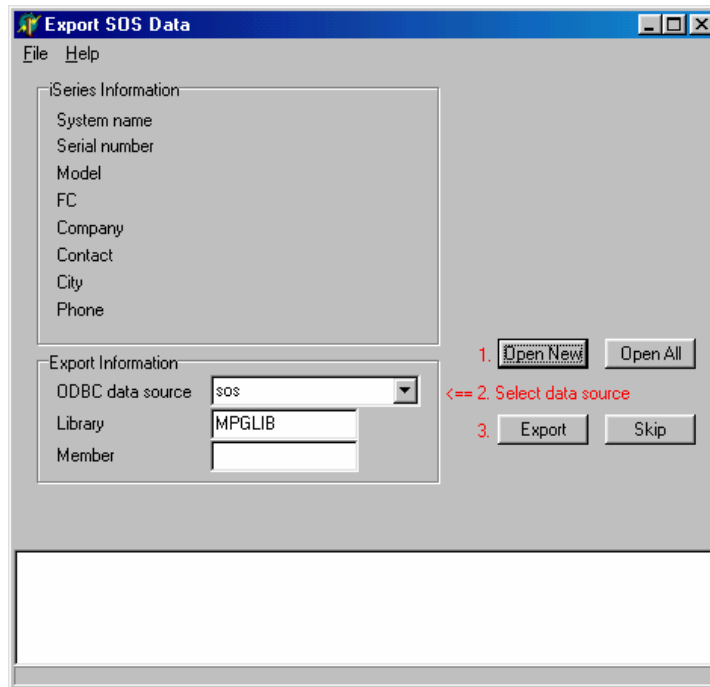 Export SOS Data
File Help
iSeries Information
System name
Serial number
Model
FC
Company
Contact
City
Phone
1. Open New Open All
Export Information
ODBC data source sos <== 2. Select data source
Library MPGLIB
3. Export Skip
Member